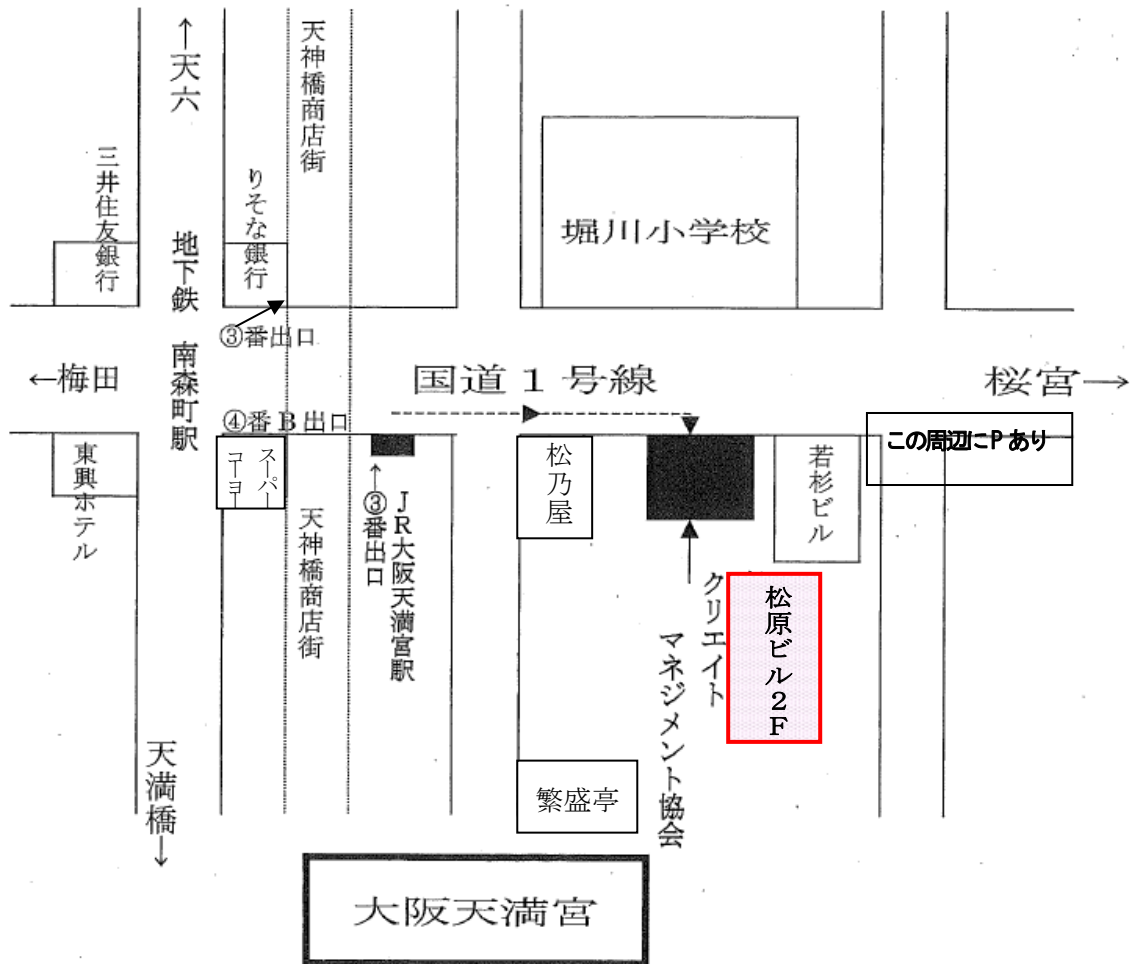 ↑天六
天神橋商店街
三井住友銀行
りそな銀行
堀川小学校
地下鉄 南森町駅
③番出口
←梅田
国道1号線
桜宮→
④番B出口
この周辺にPあり
東興ホテル
スーパー
コーヨー
↑③番出口
JR大阪天満宮駅
天神橋商店街
松乃屋
若杉ビル
クリエイト
マネジメント協会
松原ビル2F
天満橋↓
繁盛亭
大阪天満宮